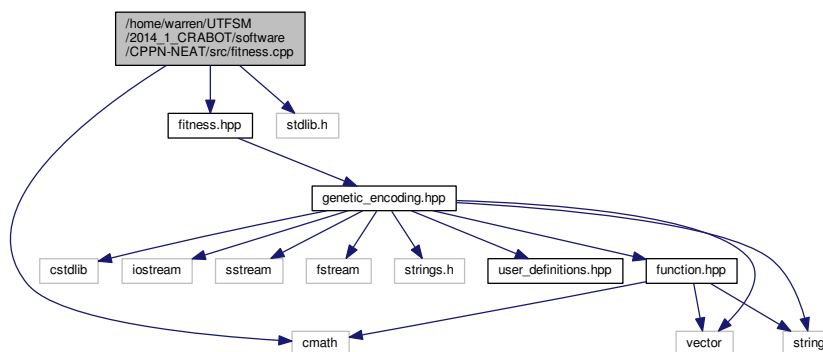 /home/warren/UTFSM
/2014_1_CRABOT/software
/CPPN-NEAT/src/fitness.cpp
fitness.hpp
stdlib.h
genetic_encoding.hpp
cstdlib
iostream
sstream
fstream
strings.h
user_definitions.hpp
function.hpp
cmath
vector
string